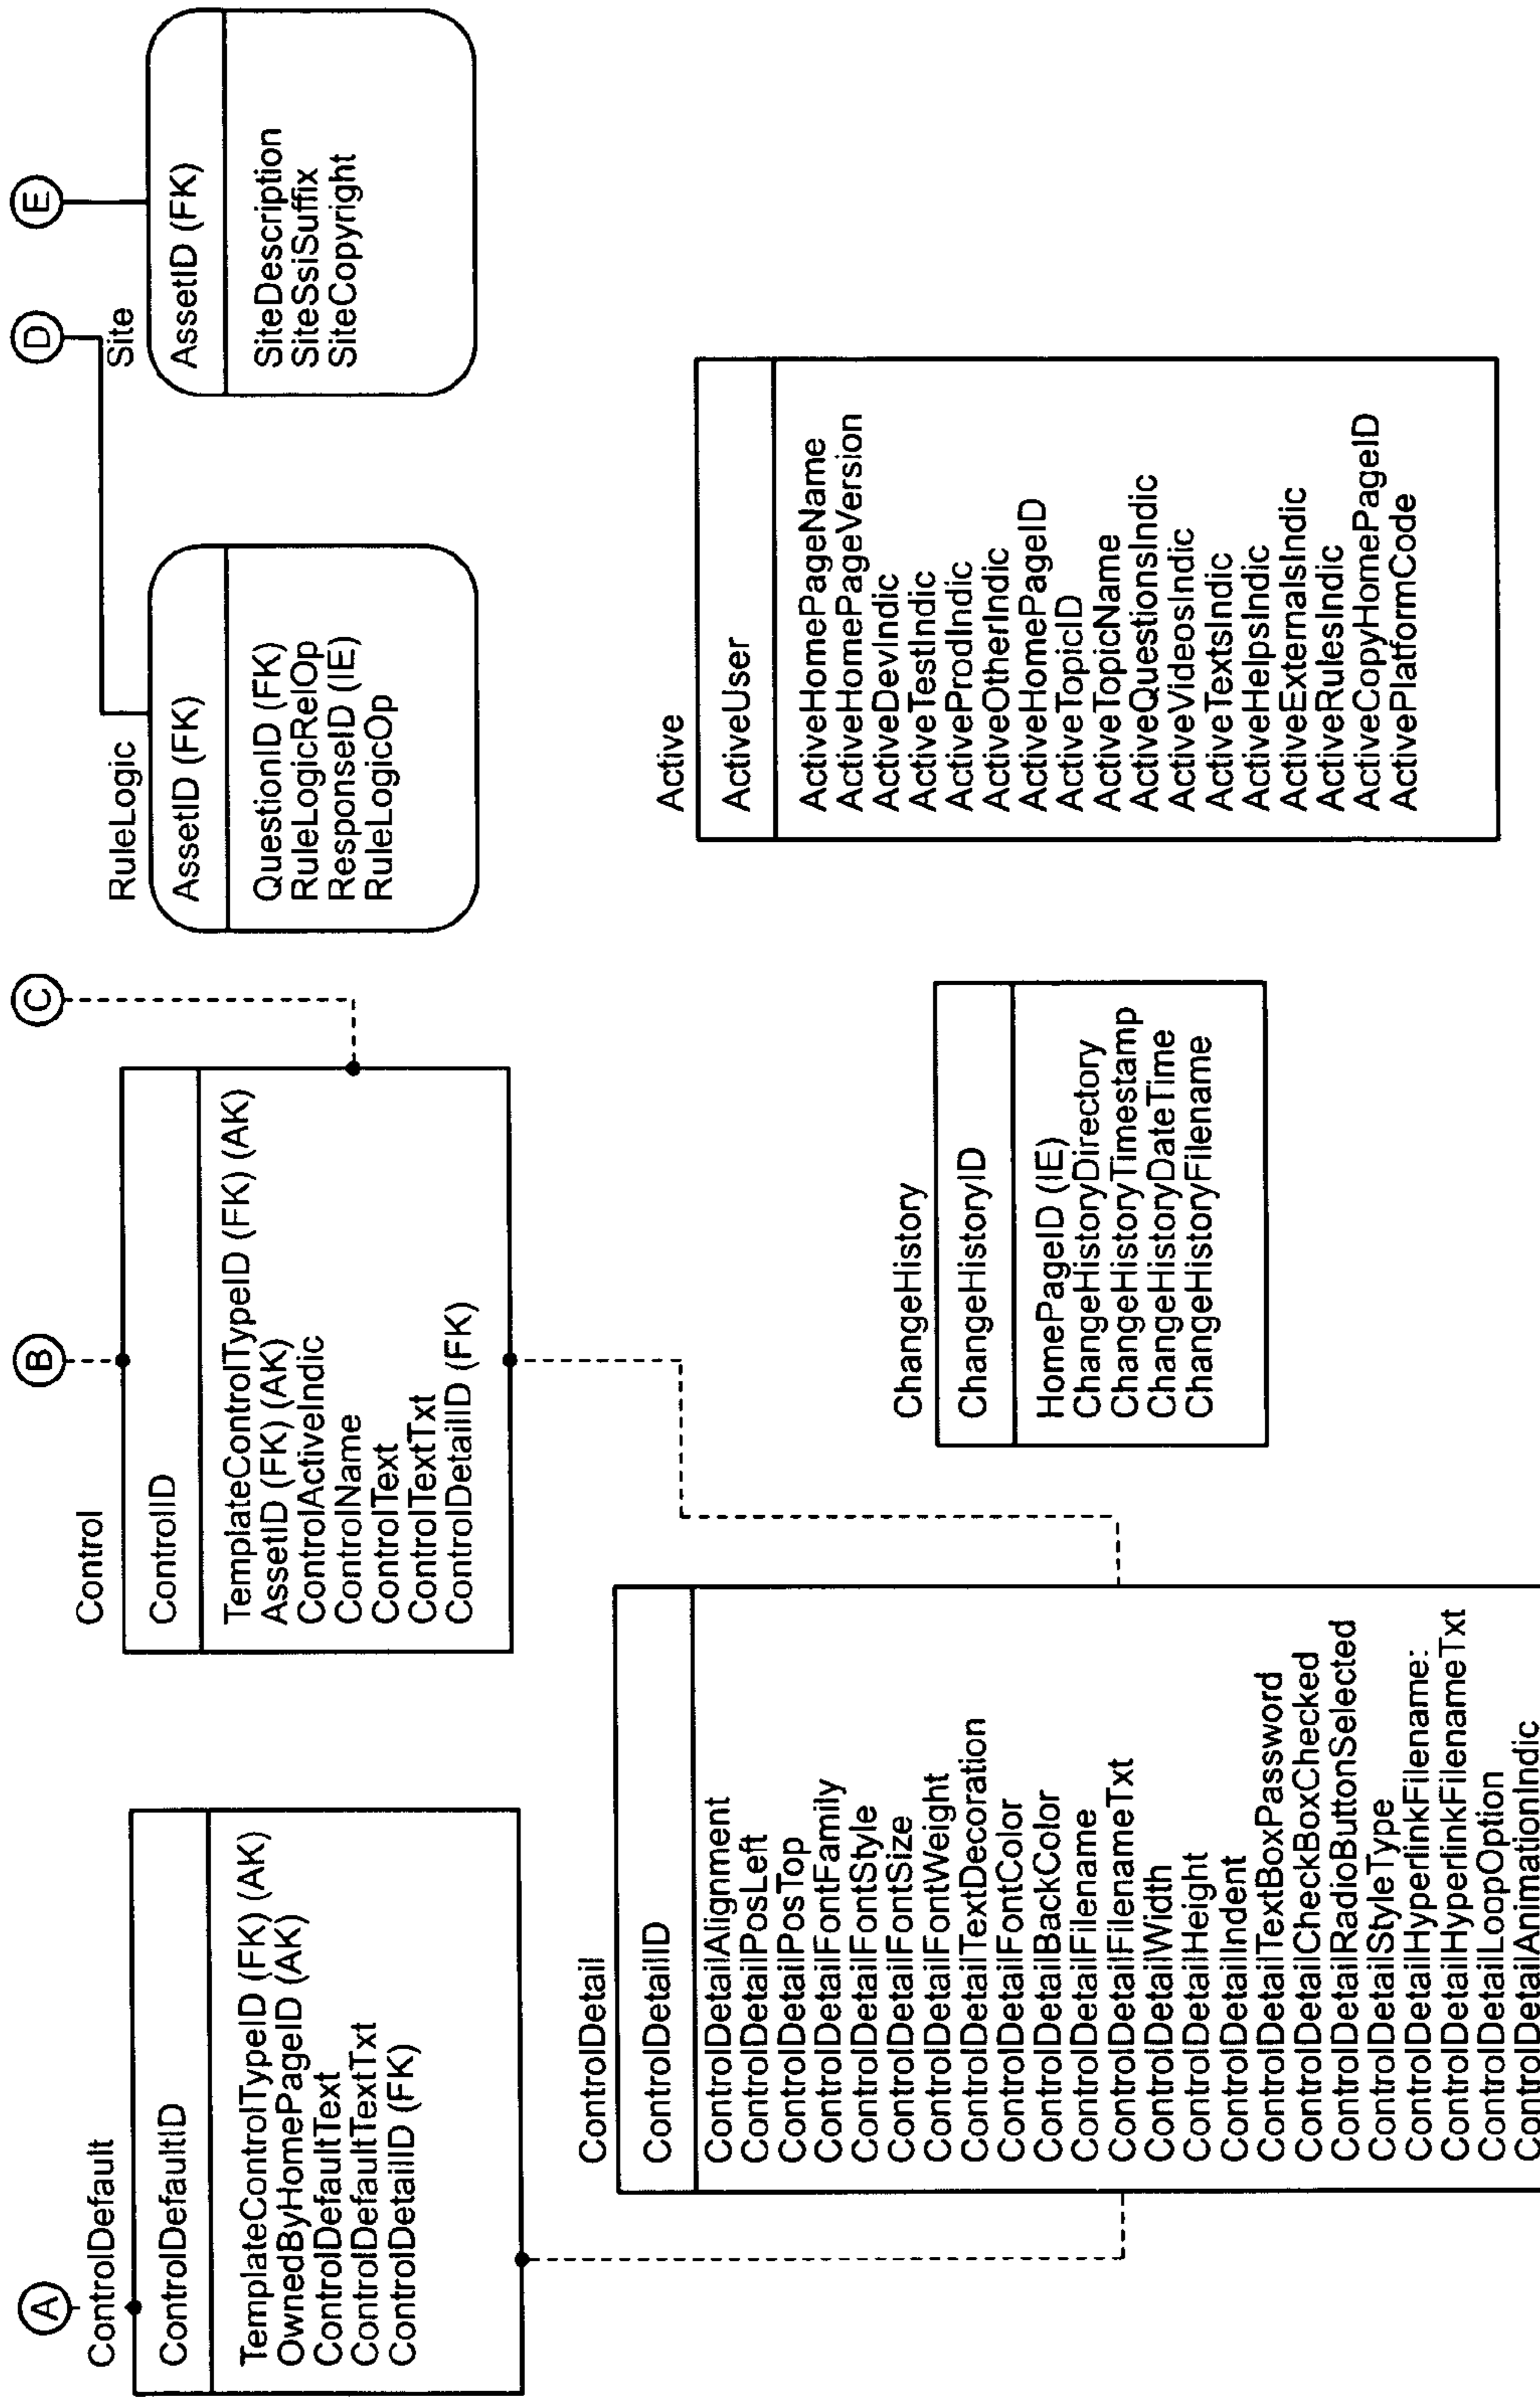 A
ControlDefault
ControlDefaultID
TemplateControlTypeID (FK) (AK)
OwnedByHomePageID (AK)
ControlDefaultText
ControlDefaultTextTxt
ControlDetailID (FK)
B
Control
ControlID
TemplateControlTypeID (FK) (AK)
AssetID (FK) (AK)
ControlActiveIndic
ControlName
ControlText
ControlTextTxt
ControlDetailID (FK)
C
RuleLogic
AssetID (FK)
QuestionID (FK)
RuleLogicRelOp
ResponseID (IE)
RuleLogicOp
D
Site
E
AssetID (FK)
SiteDescription
SiteSsiSuffix
SiteCopyright
ControlDetail
ControlDetailID
ControlDetailAlignment
ControlDetailPosLeft
ControlDetailPosTop
ControlDetailFontFamily
ControlDetailFontStyle
ControlDetailFontSize
ControlDetailFontWeight
ControlDetailTextDecoration
ControlDetailFontColor
ControlDetailBackColor
ControlDetailFilename
ControlDetailFilenameTxt
ControlDetailWidth
ControlDetailHeight
ControlDetailIndent
ControlDetailTextBoxPassword
ControlDetailCheckBoxChecked
ControlDetailRadioButtonSelected
ControlDetailStyleType
ControlDetailHyperlinkFilename:
ControlDetailHyperlinkFilenameTxt
ControlDetailLoopOption
ControlDetailAnimationIndic
ChangeHistory
ChangeHistoryID
HomePageID (IE)
ChangeHistoryDirectory
ChangeHistoryTimestamp
ChangeHistoryDateTime
ChangeHistoryFilename
Active
ActiveUser
ActiveHomePageName
ActiveHomePageVersion
ActiveDevIndic
ActiveTestIndic
ActiveProdIndic
ActiveOtherIndic
ActiveHomePageID
ActiveTopicID
ActiveTopicName
ActiveQuestionsIndic
ActiveVideosIndic
ActiveTextsIndic
ActiveHelpsIndic
ActiveExternalsIndic
ActiveRulesIndic
ActiveCopyHomePageID
ActivePlatformCode